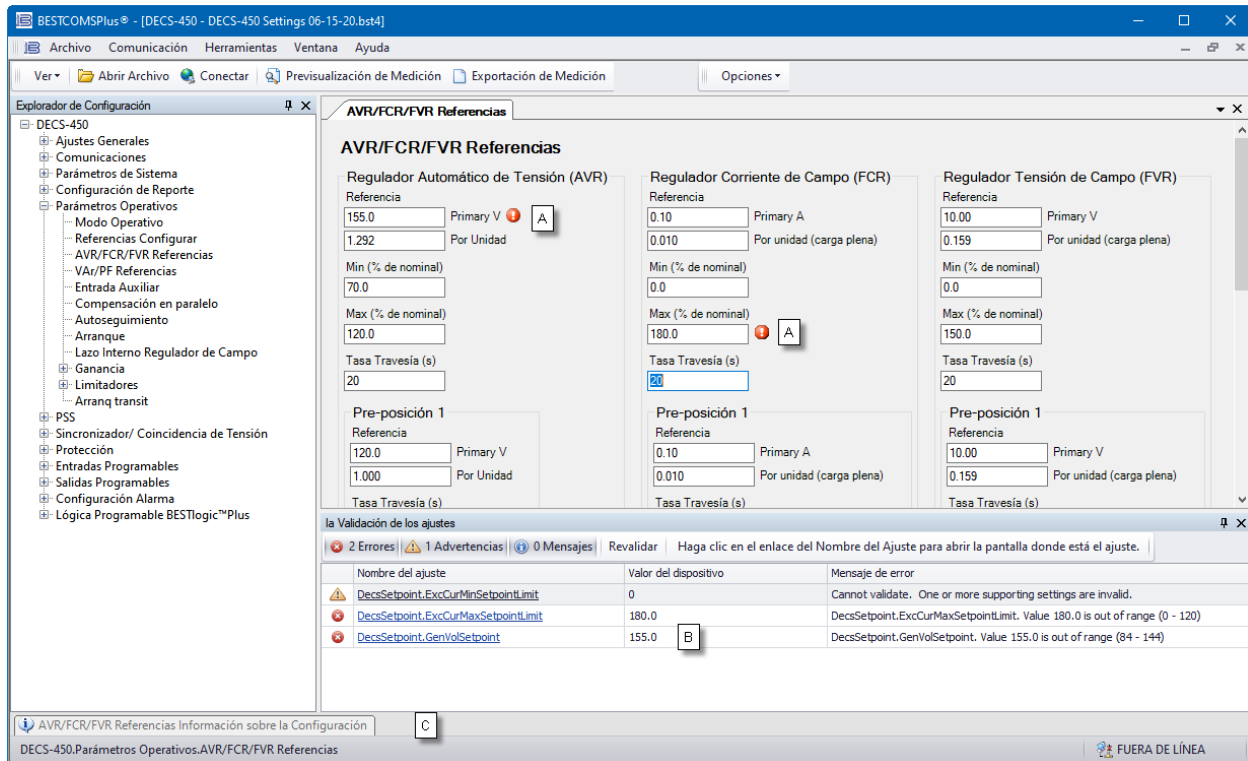 BESTCOMSPlus® - [DECS-450 - DECS-450 Settings 06-15-20.bst4]
Archivo Comunicación Herramientas Ventana Ayuda
Ver Abrir Archivo Conectar Previsualización de Medición Exportación de Medición Opciones
Explorador de Configuración
DECS-450
Ajustes Generales
Comunicaciones
Parámetros de Sistema
Configuración de Reporte
Parámetros Operativos
Modo Operativo
Referencias Configurar
AVR/FCR/FVR Referencias
VAr/PF Referencias
Entrada Auxiliar
Compensación en paralelo
Autoseguimiento
Arranque
Lazo Interno Regulador de Campo
Ganancia
Limitadores
Arranq transit
PSS
Sincronizador/ Coincidencia de Tensión
Protección
Entradas Programables
Salidas Programables
Configuración Alarma
Lógica Programable BESTlogic™Plus
AVR/FCR/FVR Referencias
AVR/FCR/FVR Referencias
Regulador Automático de Tensión (AVR)
Referencia
155.0 Primary V A
1.292 Por Unidad
Min (% de nominal)
70.0
Max (% de nominal)
120.0
Tasa Travesía (s)
20
Pre-posición 1
Referencia
120.0 Primary V
1.000 Por Unidad
Tasa Travesía (s)
Regulador Corriente de Campo (FCR)
Referencia
0.10 Primary A
0.010 Por unidad (carga plena)
Min (% de nominal)
0.0
Max (% de nominal)
180.0 A
Tasa Travesía (s)
20
Pre-posición 1
Referencia
0.10 Primary A
0.010 Por unidad (carga plena)
Tasa Travesía (s)
Regulador Tensión de Campo (FVR)
Referencia
10.00 Primary V
0.159 Por unidad (carga plena)
Min (% de nominal)
0.0
Max (% de nominal)
150.0
Tasa Travesía (s)
20
Pre-posición 1
Referencia
10.00 Primary V
0.159 Por unidad (carga plena)
Tasa Travesía (s)
la Validación de los ajustes
2 Errores 1 Advertencias 0 Mensajes Revalidar Haga clic en el enlace del Nombre del Ajuste para abrir la pantalla donde está el ajuste.
Nombre del ajuste Valor del dispositivo Mensaje de error
DecsSetpoint.ExcCurMinSetpointLimit 0 Cannot validate. One or more supporting settings are invalid.
DecsSetpoint.ExcCurMaxSetpointLimit 180.0 DecsSetpoint.ExcCurMaxSetpointLimit. Value 180.0 is out of range (0 - 120)
DecsSetpoint.GenVolSetpoint 155.0 B DecsSetpoint.GenVolSetpoint. Value 155.0 is out of range (84 - 144)
AVR/FCR/FVR Referencias Información sobre la Configuración C
DECS-450.Parámetros Operativos.AVR/FCR/FVR Referencias FUERA DE LÍNEA